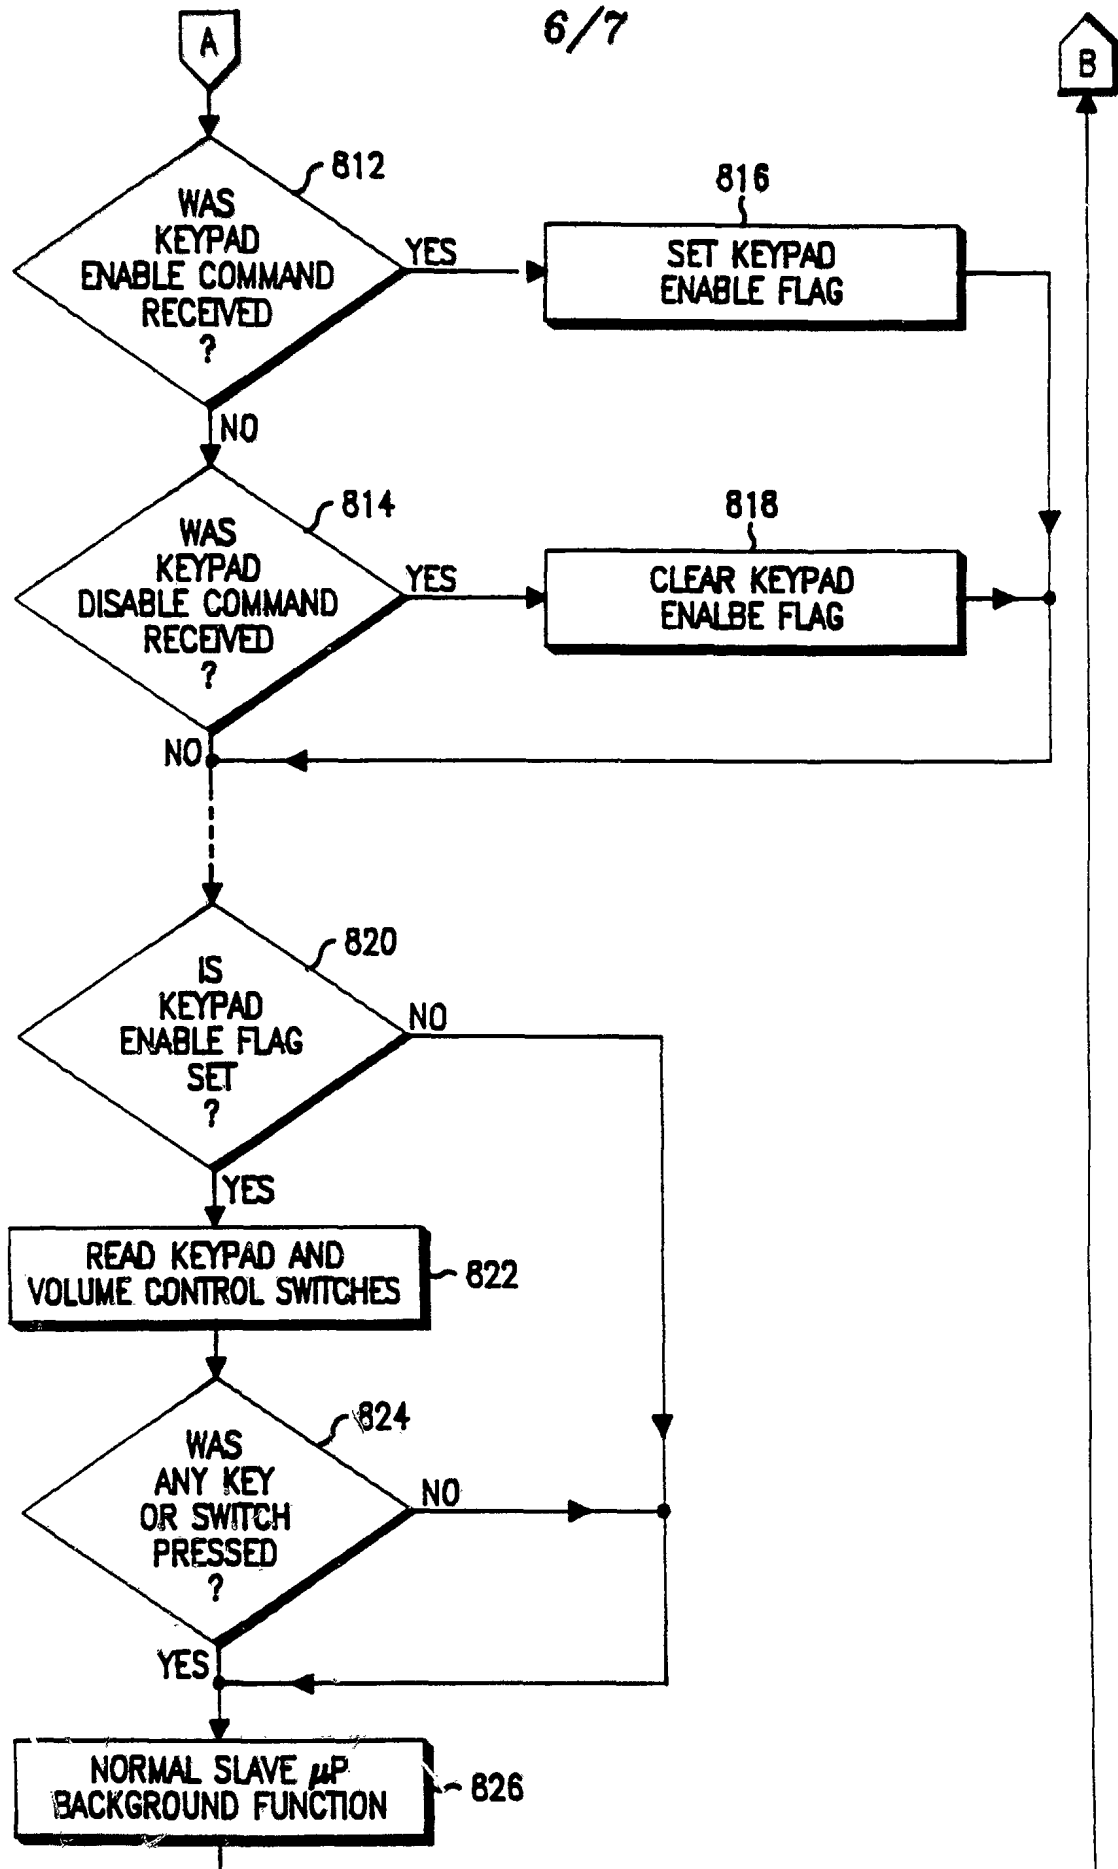 6/7
A
B
812
WAS
KEYPAD
ENABLE COMMAND
RECEIVED
?
YES
816
SET KEYPAD
ENABLE FLAG
NO
814
WAS
KEYPAD
DISABLE COMMAND
RECEIVED
?
YES
818
CLEAR KEYPAD
ENALBE FLAG
NO
820
IS
KEYPAD
ENABLE FLAG
SET
?
NO
YES
READ KEYPAD AND
VOLUME CONTROL SWITCHES
822
824
WAS
ANY KEY
OR SWITCH
PRESSED
?
NO
YES
NORMAL SLAVE µP
BACKGROUND FUNCTION
826